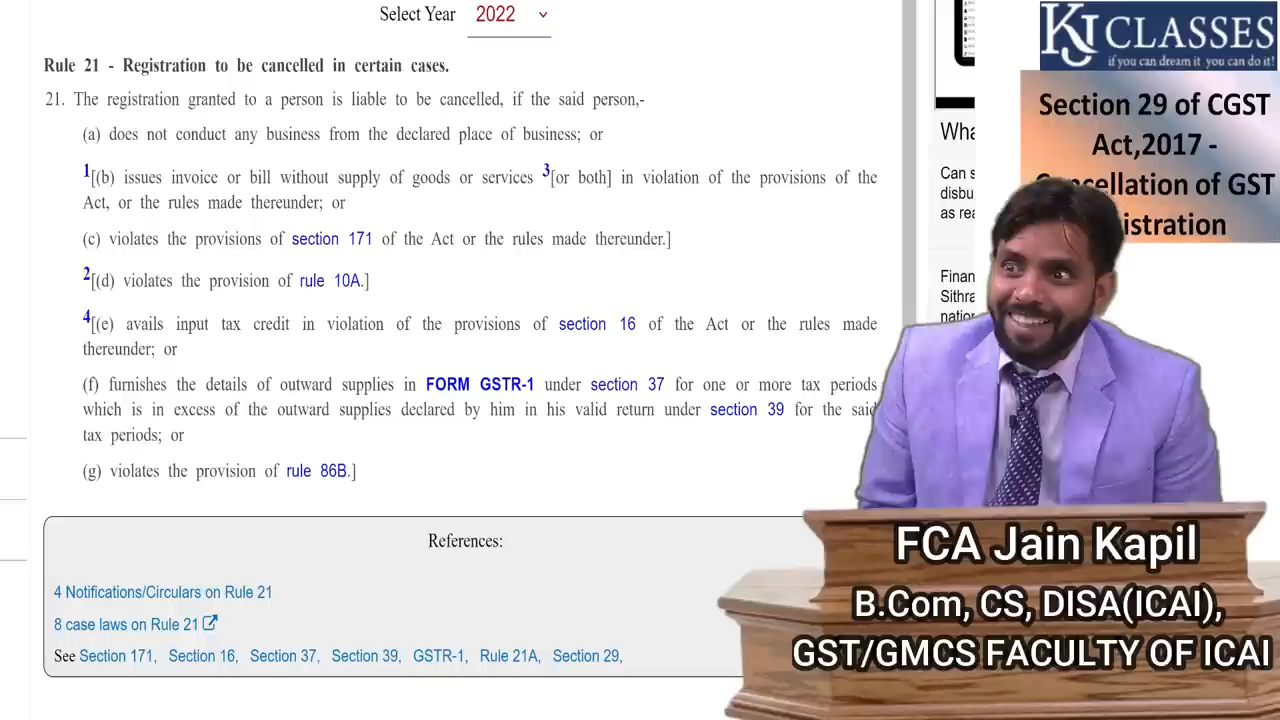 Select Year 2022
Rule 21 - Registration to be cancelled in certain cases.
21. The registration granted to a person is liable to be cancelled, if the said person,-
(a) does not conduct any business from the declared place of business; or
1[(b) issues invoice or bill without supply of goods or services 3[or both] in violation of the provisions of the
Act, or the rules made thereunder; or
(c) violates the provisions of section 171 of the Act or the rules made thereunder.]
2[(d) violates the provision of rule 10A.]
4[(e) avails input tax credit in violation of the provisions of section 16 of the Act or the rules made
thereunder; or
(f) furnishes the details of outward supplies in FORM GSTR-1 under section 37 for one or more tax periods
which is in excess of the outward supplies declared by him in his valid return under section 39 for the said
tax periods; or
(g) violates the provision of rule 86B.]
References:
4 Notifications/Circulars on Rule 21
8 case laws on Rule 21
See Section 171, Section 16, Section 37, Section 39, GSTR-1, Rule 21A, Section 29,
Can s
disbu
as rea
Finan
Sithra
KJ CLASSES
if you can dream it you can do it!
Section 29 of CGST
Act,2017 -
of GST
FCA Jain Kapil
B.Com, CS, DISA(ICAI),
GST/GMCS FACULTY OF ICAI